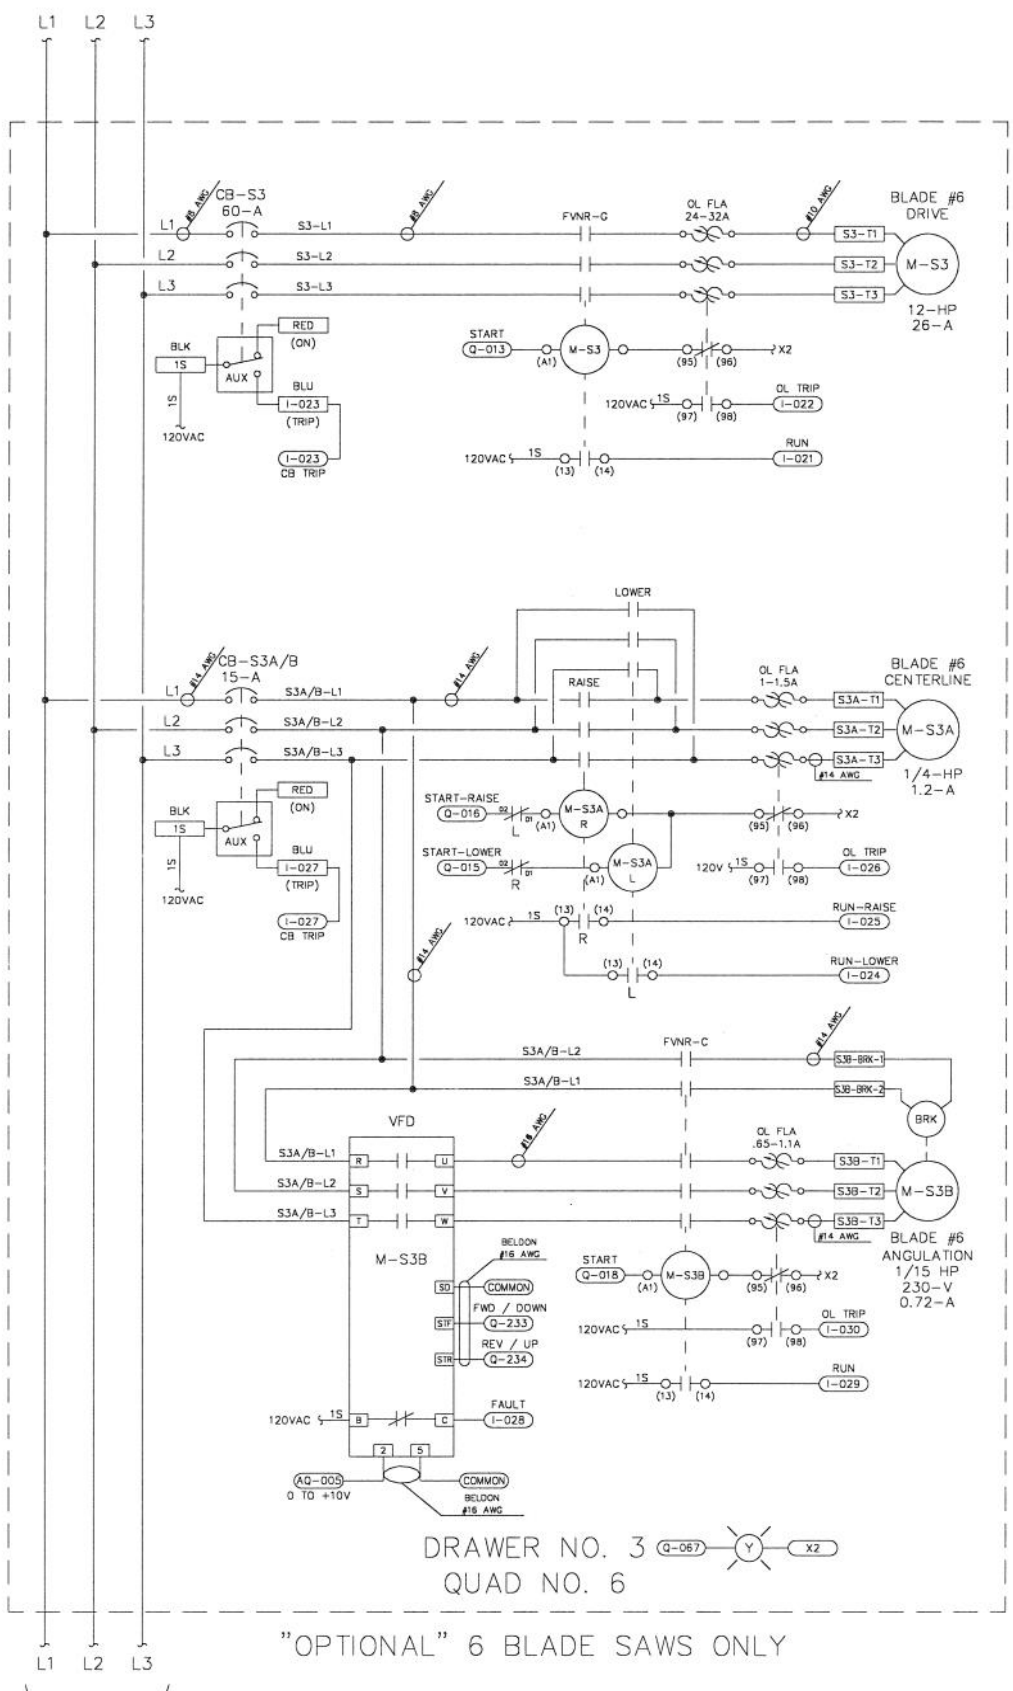 L1 L2 L3
CB-S3
60-A
#8 AWG
#8 AWG
OL FLA
24-32A
#10 AWG
BLADE #6
DRIVE
L1 S3-L1 FVNR-G S3-T1
L2 S3-L2 S3-T2 M-S3
L3 S3-L3 S3-T3
12-HP
26-A
RED
(ON)
BLK
1S
AUX
1S
120VAC
BLU
I-023
(TRIP)
I-023
CB TRIP
START
Q-013 (A1) M-S3 (95) (96) X2
OL TRIP
120VAC 1S (97) (98) I-022
RUN
120VAC 1S (13) (14) I-021
LOWER
CB-S3A/B
15-A
#14 AWG
#14 AWG
RAISE
OL FLA
1-1.5A
BLADE #6
CENTERLINE
L1 S3A/B-L1 S3A-T1
L2 S3A/B-L2 S3A-T2 M-S3A
L3 S3A/B-L3 S3A-T3
#14 AWG
1/4-HP
1.2-A
RED
(ON)
BLK
1S
AUX
1S
120VAC
BLU
I-027
(TRIP)
I-027
CB TRIP
START-RAISE
Q-016 02 01 L (A1) M-S3A R (95) (96) X2
START-LOWER
Q-015 02 01 R (A1) M-S3A L
OL TRIP
120V 1S (97) (98) I-026
RUN-RAISE
120VAC 1S (13) (14) R I-025
RUN-LOWER
(13) (14) L I-024
#14 AWG
S3A/B-L2 FVNR-C #14 AWG S3B-BRK-1
S3A/B-L1 S3B-BRK-2
BRK
VFD
#16 AWG
OL FLA
.65-1.1A
S3A/B-L1 R U S3B-T1
S3A/B-L2 S V S3B-T2 M-S3B
S3A/B-L3 T W S3B-T3
#14 AWG
BLADE #6
ANGULATION
1/15 HP
230-V
0.72-A
M-S3B
BELDON
#16 AWG
SD COMMON
FWD / DOWN
STF Q-233
REV / UP
STR Q-234
START
Q-018 (A1) M-S3B (95) (96) X2
OL TRIP
120VAC 1S (97) (98) I-030
RUN
120VAC 1S (13) (14) I-029
FAULT
120VAC 1S B C I-028
2 5
AQ-005 COMMON
0 TO +10V
BELDON
#16 AWG
DRAWER NO. 3 Q-067 Y X2
QUAD NO. 6
"OPTIONAL" 6 BLADE SAWS ONLY
L1 L2 L3